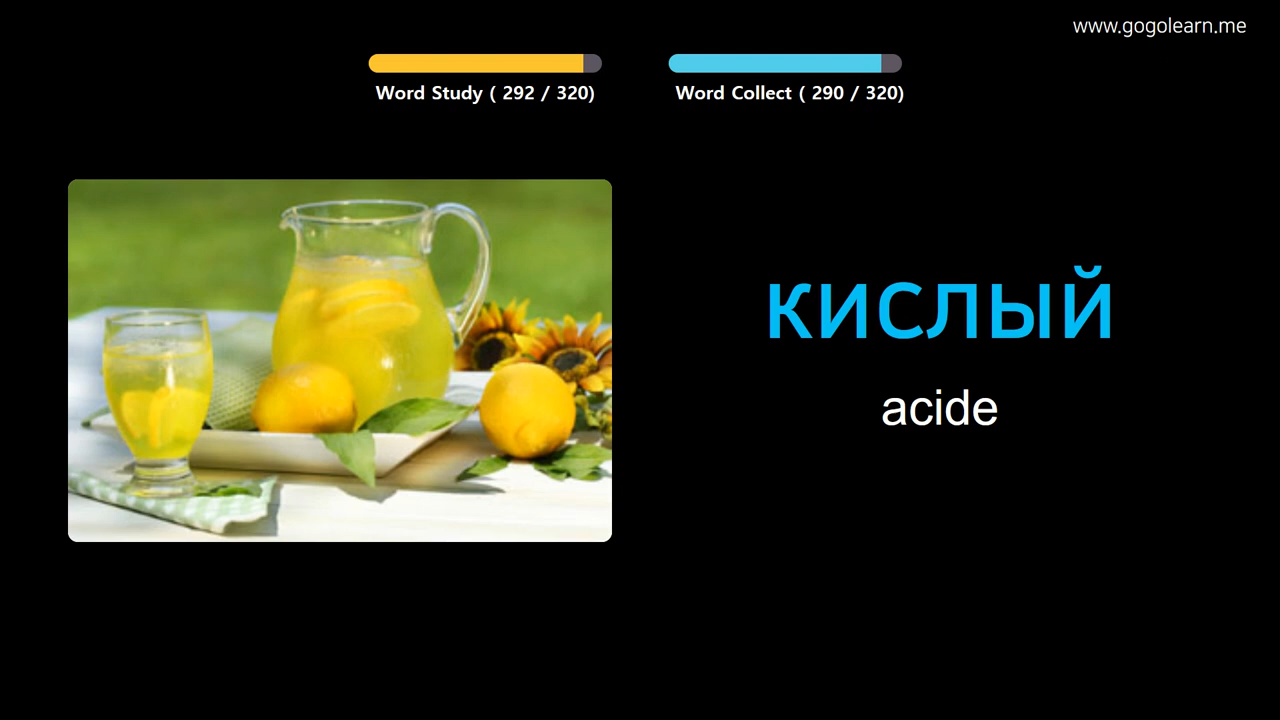 www.gogolearn.me
Word Study ( 292 / 320)
Word Collect ( 290 / 320)
кислый
acide